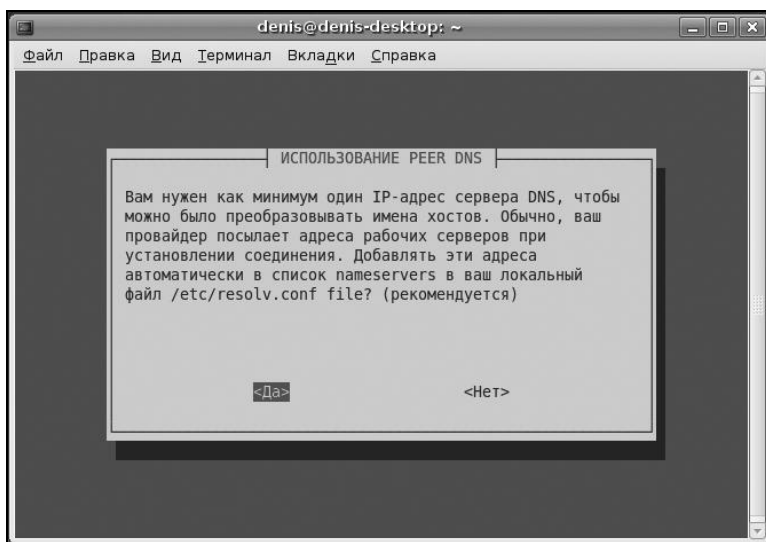 denis@denis-desktop: ~
Файл Правка Вид Терминал Вкладки Справка
ИСПОЛЬЗОВАНИЕ PEER DNS
Вам нужен как минимум один IP-адрес сервера DNS, чтобы
можно было преобразовывать имена хостов. Обычно, ваш
провайдер посылает адреса рабочих серверов при
установлении соединения. Добавлять эти адреса
автоматически в список nameservers в ваш локальный
файл /etc/resolv.conf file? (рекомендуется)
<Да> <Нет>